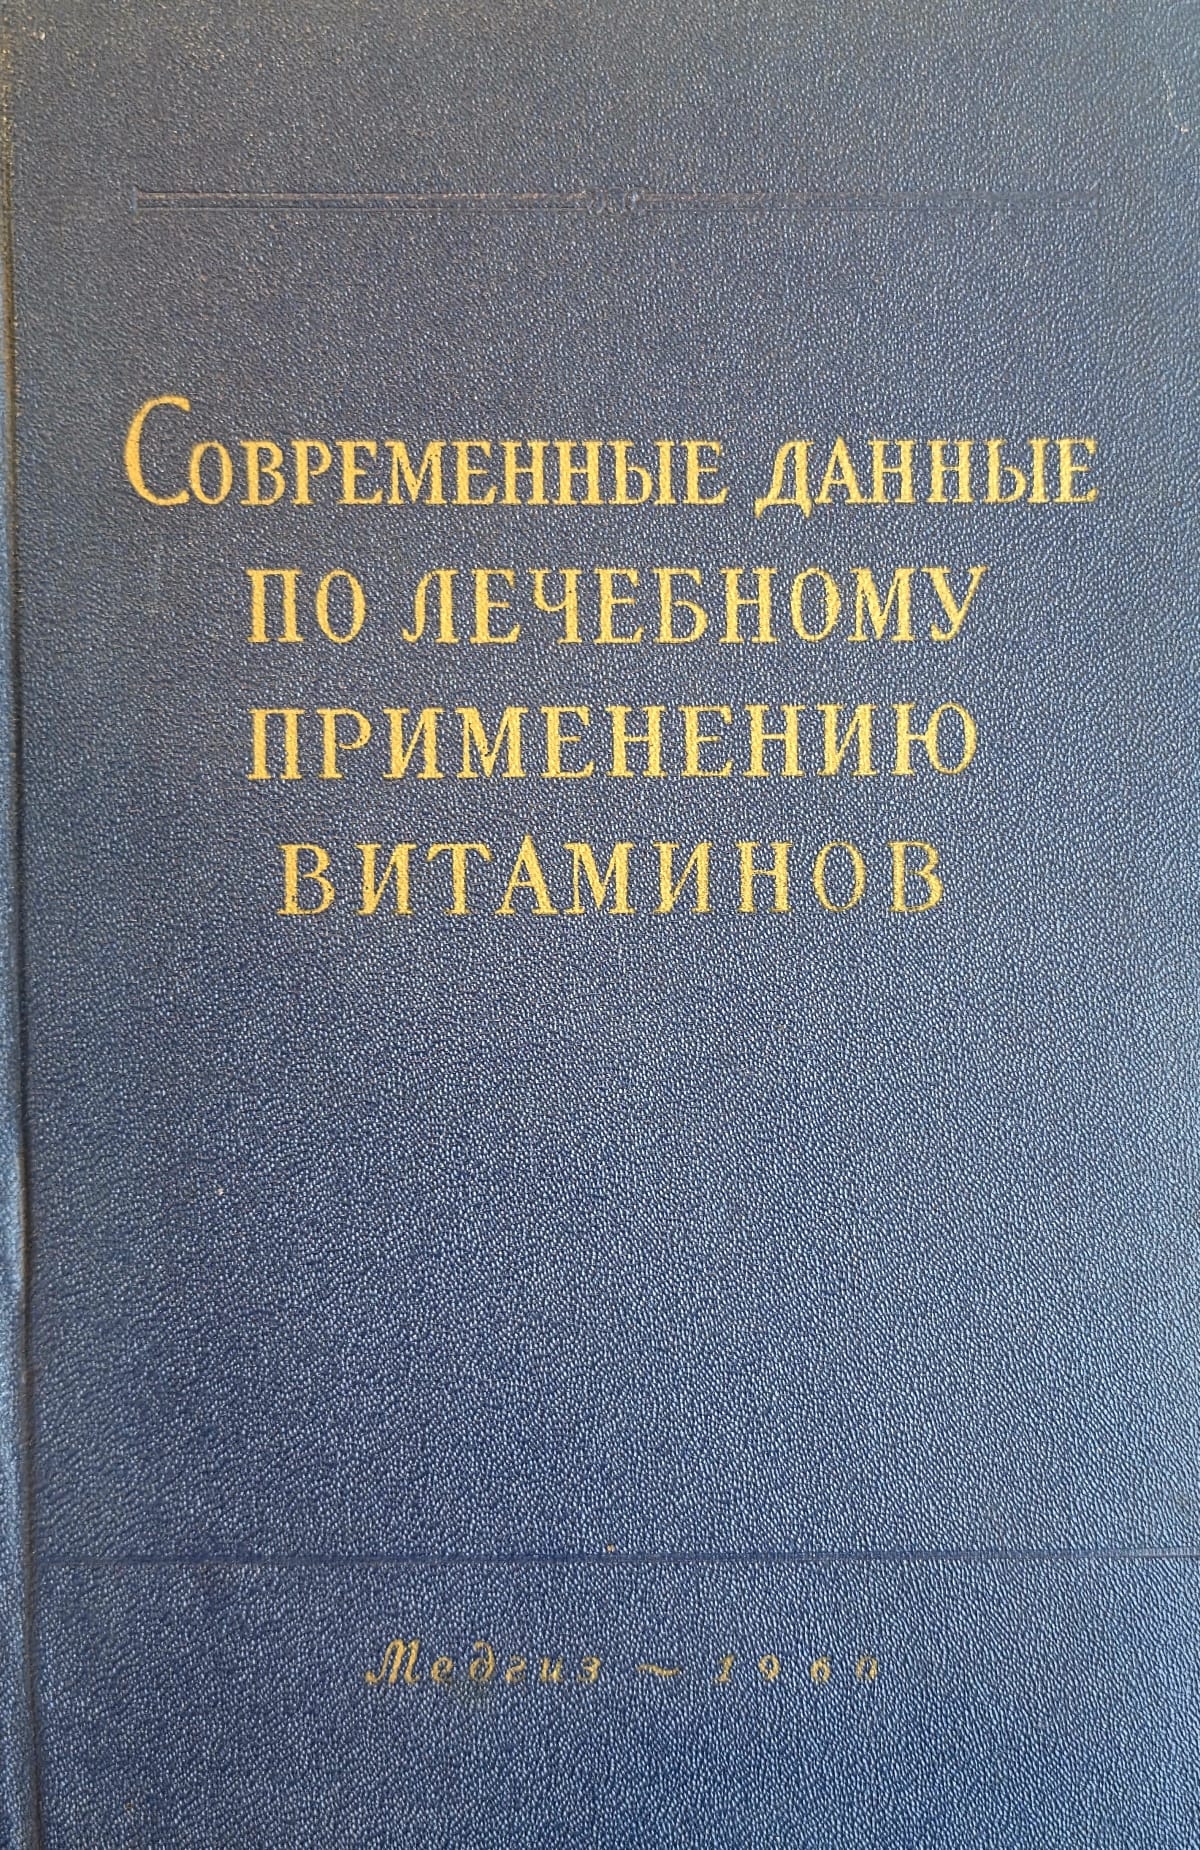 Современные данные
по лечебному
применению
витаминов
Медгиз ~ 1960